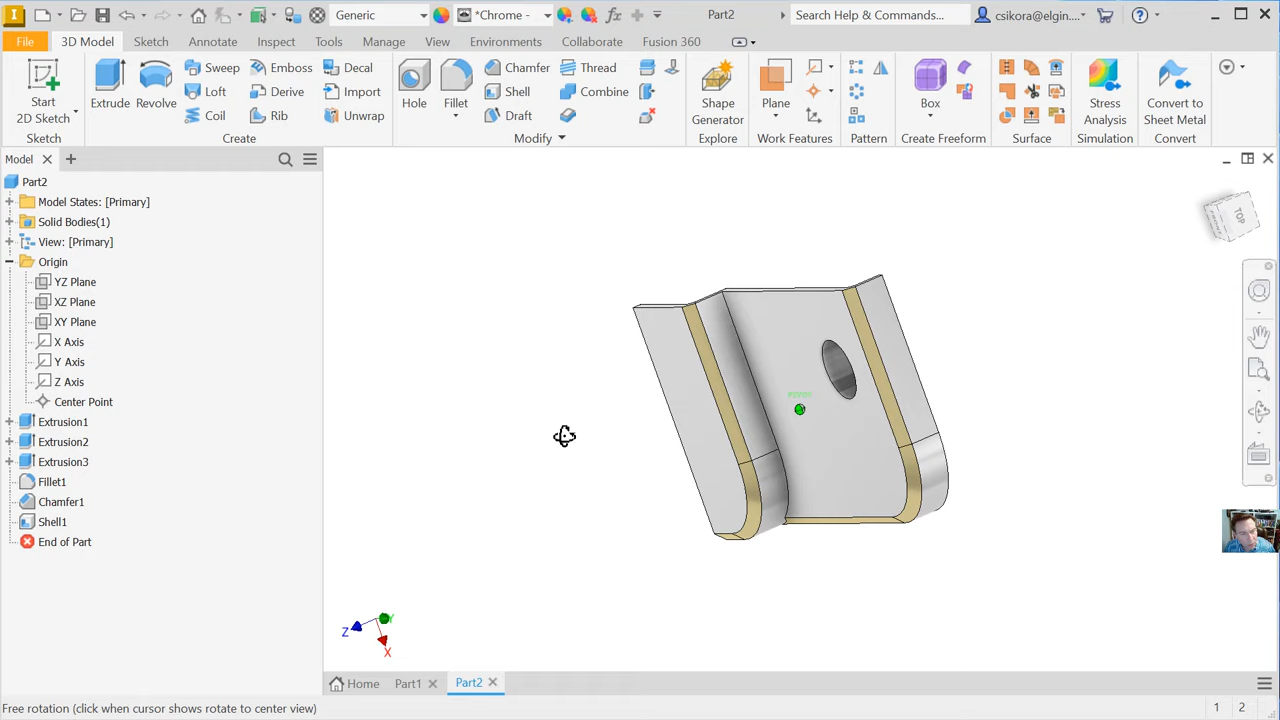 Generic
*Chrome -
Part2
Search Help & Commands...
csikora@elgin....
File
3D Model
Sketch
Annotate
Inspect
Tools
Manage
View
Environments
Collaborate
Fusion 360
Start
2D Sketch
Sketch
Extrude
Revolve
Sweep
Loft
Coil
Emboss
Derive
Rib
Decal
Import
Unwrap
Create
Hole
Fillet
Chamfer
Shell
Draft
Thread
Combine
Modify
Shape
Generator
Explore
Plane
Work Features
Pattern
Box
Create Freeform
Surface
Stress
Analysis
Simulation
Convert to
Sheet Metal
Convert
Model
Part2
Model States: [Primary]
Solid Bodies(1)
View: [Primary]
Origin
YZ Plane
XZ Plane
XY Plane
X Axis
Y Axis
Z Axis
Center Point
Extrusion1
Extrusion2
Extrusion3
Fillet1
Chamfer1
Shell1
End of Part
TOP
PIVOT
Y
Z
X
Home
Part1
Part2
Free rotation (click when cursor shows rotate to center view)
1 2